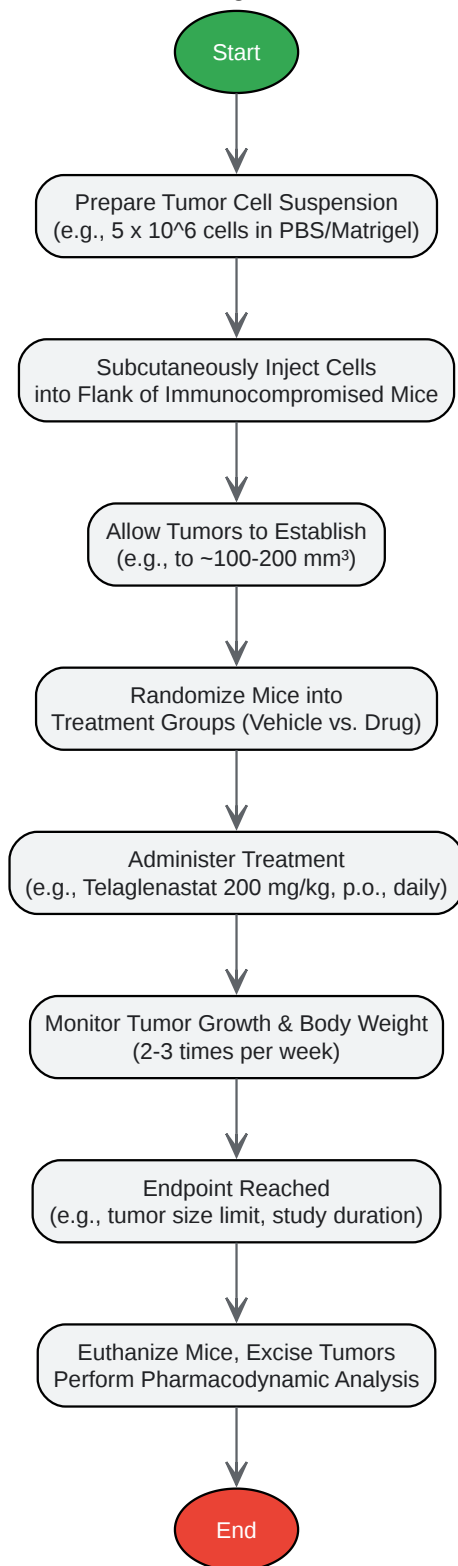 Start
Prepare Tumor Cell Suspension
(e.g., 5 x 10^6 cells in PBS/Matrigel)
Subcutaneously Inject Cells
into Flank of Immunocompromised Mice
Allow Tumors to Establish
(e.g., to ~100-200 mm³)
Randomize Mice into
Treatment Groups (Vehicle vs. Drug)
Administer Treatment
(e.g., Telaglenastat 200 mg/kg, p.o., daily)
Monitor Tumor Growth & Body Weight
(2-3 times per week)
Endpoint Reached
(e.g., tumor size limit, study duration)
Euthanize Mice, Excise Tumors
Perform Pharmacodynamic Analysis
End